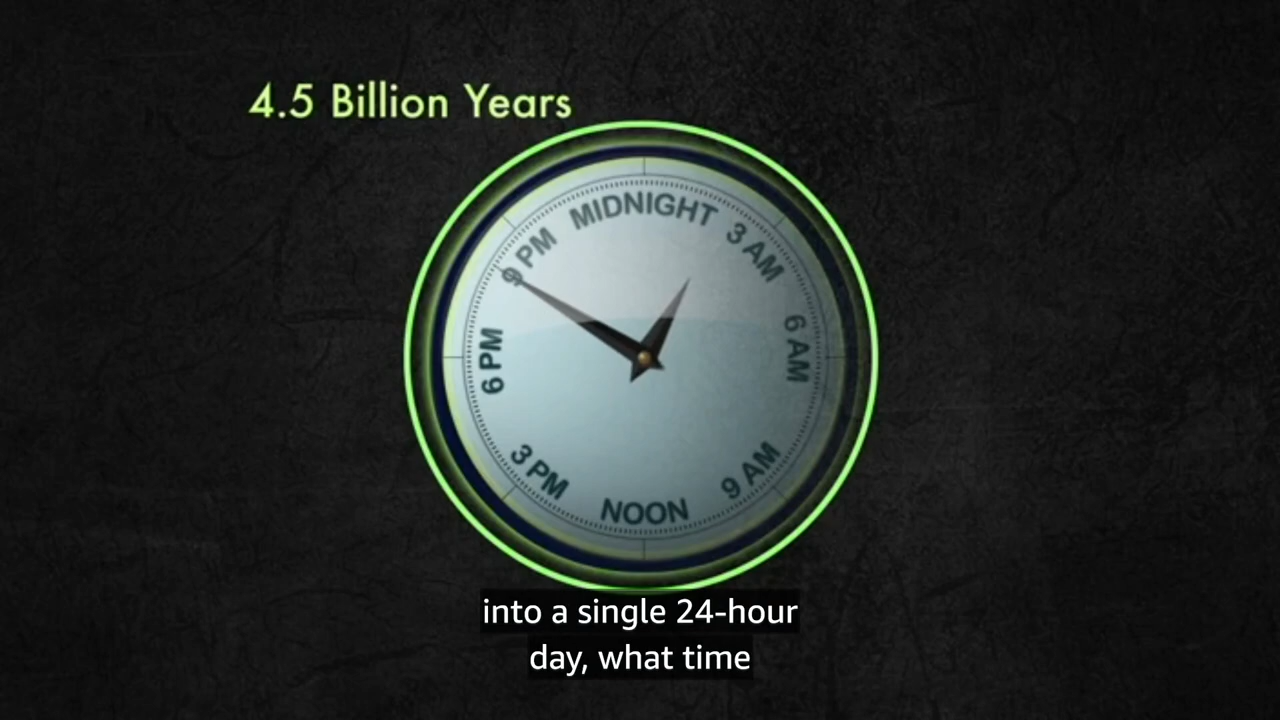 4.5 Billion Years
MIDNIGHT
3 AM
6 AM
9 AM
NOON
3 PM
6 PM
9 PM
into a single 24-hour
day, what time